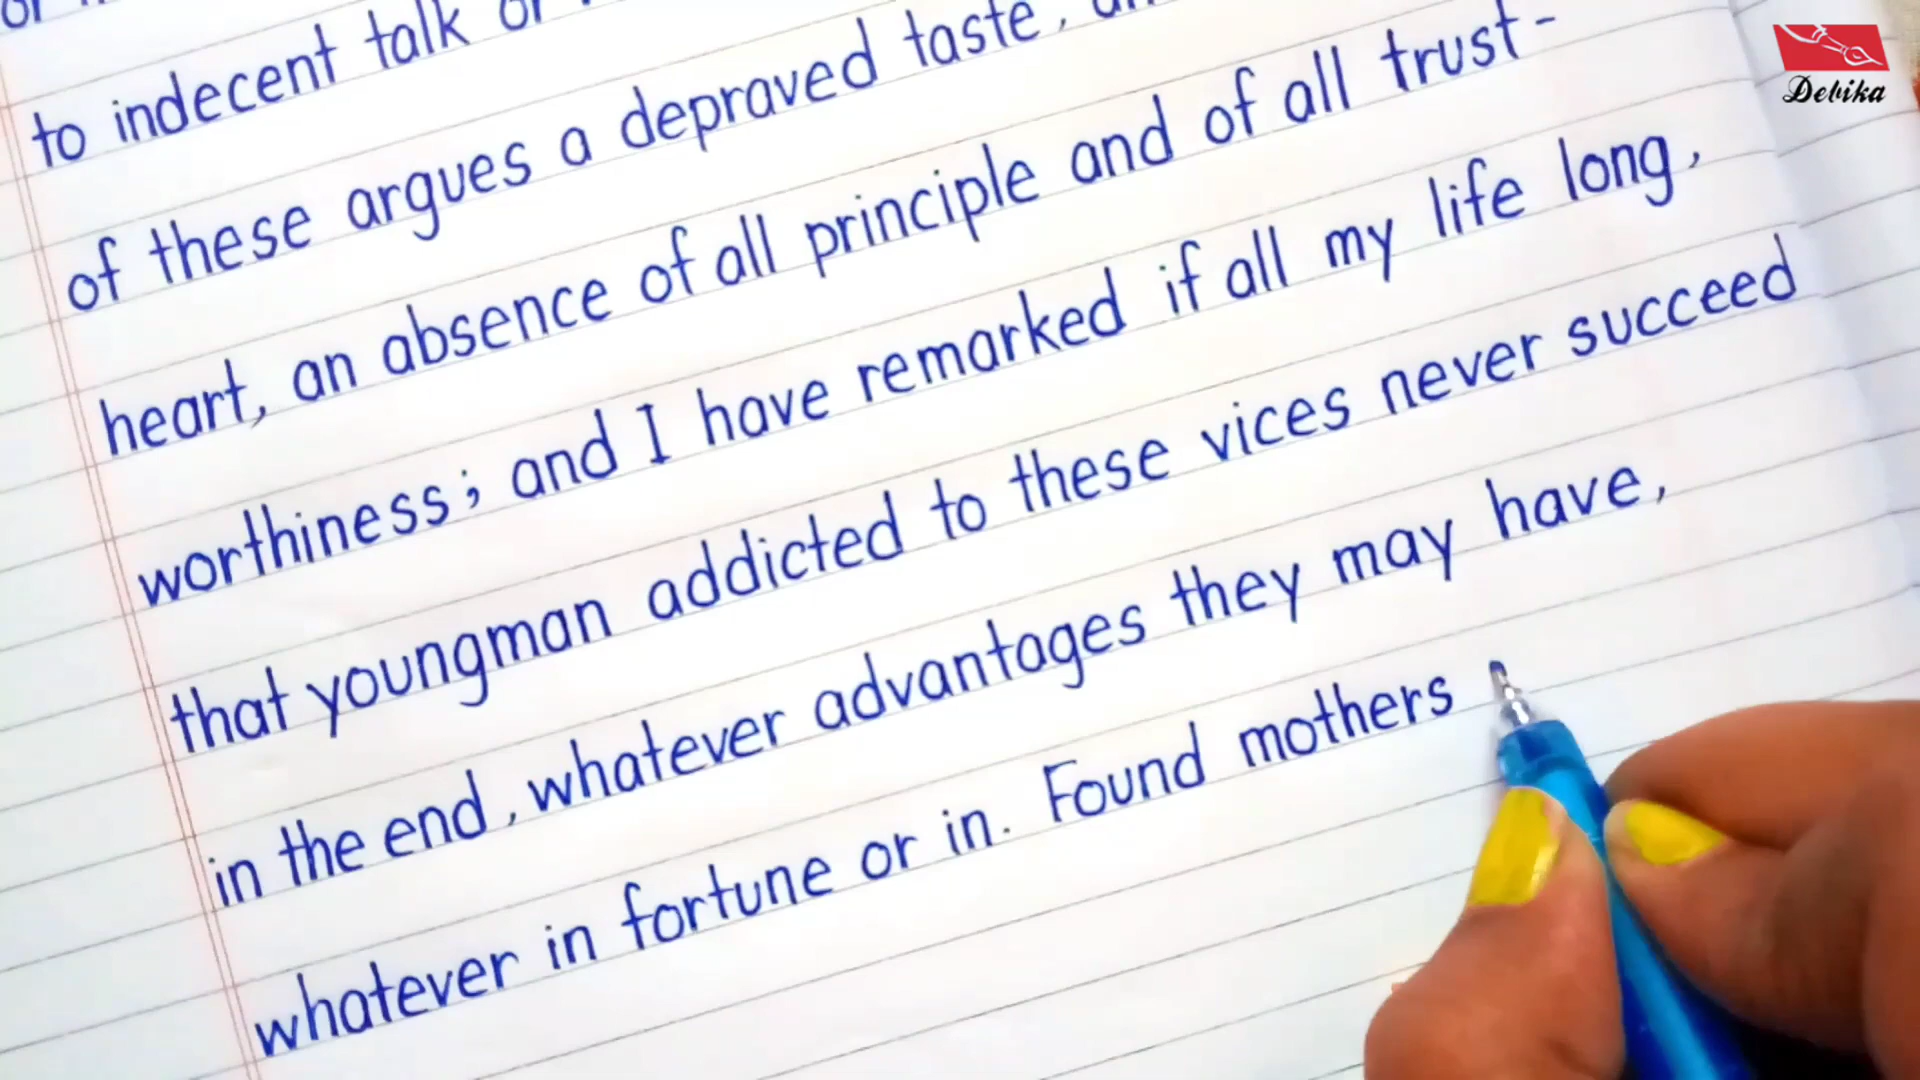 to indecent talk
of these argues a depraved taste,
heart, an absence of all principle and of all trust-
worthiness; and I have remarked if all my life long,
that youngman addicted to these vices never succeed
in the end, whatever advantages they may have,
whatever in fortune or in. Found mothers
Debika